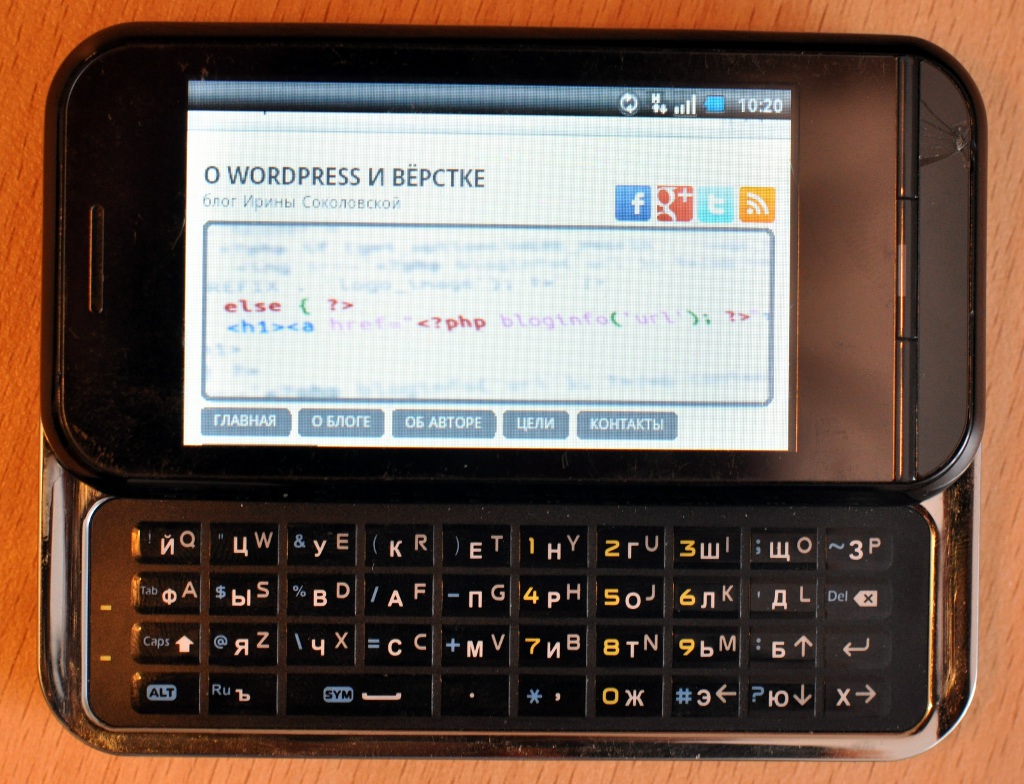 10:20
О WORDPRESS И ВЁРСТКЕ
блог Ирины Соколовской
f g+ t
else { ?>
<h1><a href="<?php bloginfo('url'); ?>"
ГЛАВНАЯ О БЛОГЕ ОБ АВТОРЕ ЦЕЛИ КОНТАКТЫ
! Й Q " Ц W & У E ( К R ) Е T 1 Н Y 2 Г U 3 Ш I ; Щ O ~ З P
Tab Ф A $ Ы S % В D / А F - П G 4 Р H 5 О J 6 Л K ' Д L Del
Caps @ Я Z \ Ч X = С C + М V 7 И B 8 Т N 9 Ь M : Б ↑ ↵
ALT Ru Ъ SYM . * , 0 Ж # Э ← ? Ю ↓ Х →